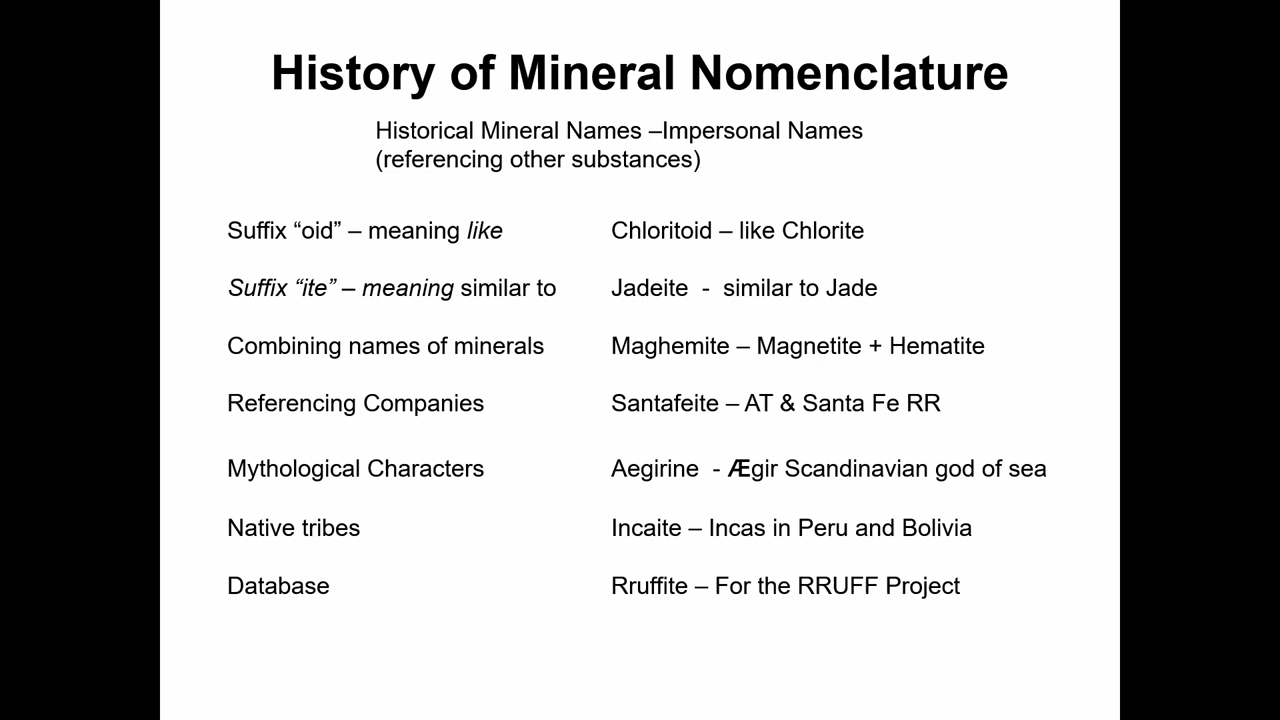 History of Mineral Nomenclature
Historical Mineral Names –Impersonal Names
(referencing other substances)
Suffix “oid” – meaning like Chloritoid – like Chlorite
Suffix “ite” – meaning similar to Jadeite - similar to Jade
Combining names of minerals Maghemite – Magnetite + Hematite
Referencing Companies Santafeite – AT & Santa Fe RR
Mythological Characters Aegirine - Ægir Scandinavian god of sea
Native tribes Incaite – Incas in Peru and Bolivia
Database Rruffite – For the RRUFF Project